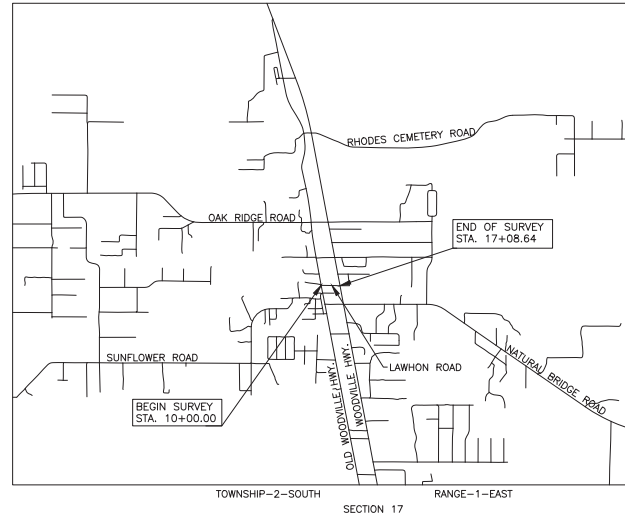 RHODES CEMETERY ROAD
OAK RIDGE ROAD
END OF SURVEY
STA. 17+08.64
SUNFLOWER ROAD
LAWHON ROAD
NATURAL BRIDGE ROAD
OLD WOODVILLE HWY.
WOODVILLE HWY.
BEGIN SURVEY
STA. 10+00.00
TOWNSHIP-2-SOUTH
RANGE-1-EAST
SECTION 17